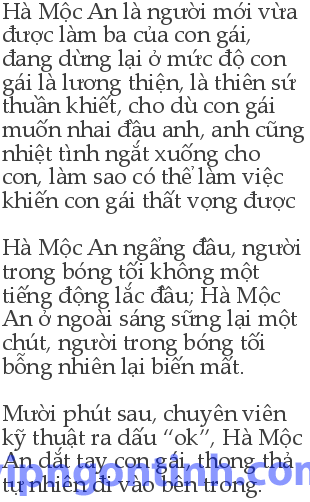 Hà Mộc An là người mới vừa
được làm ba của con gái,
đang dừng lại ở mức độ con
gái là lương thiện, là thiên sứ
thuần khiết, cho dù con gái
muốn nhai đầu anh, anh cũng
nhiệt tình ngắt xuống cho
con, làm sao có thể làm việc
khiến con gái thất vọng được
Hà Mộc An ngẩng đầu, người
trong bóng tối không một
tiếng động lắc đầu; Hà Mộc
An ở ngoài sáng sững lại một
chút, người trong bóng tối
bỗng nhiên lại biến mất.
Mười phút sau, chuyên viên
kỹ thuật ra dấu “ok”, Hà Mộc
An dắt tay con gái, thong thả
tự nhiên đi vào bên trong.
vipngontinh.com